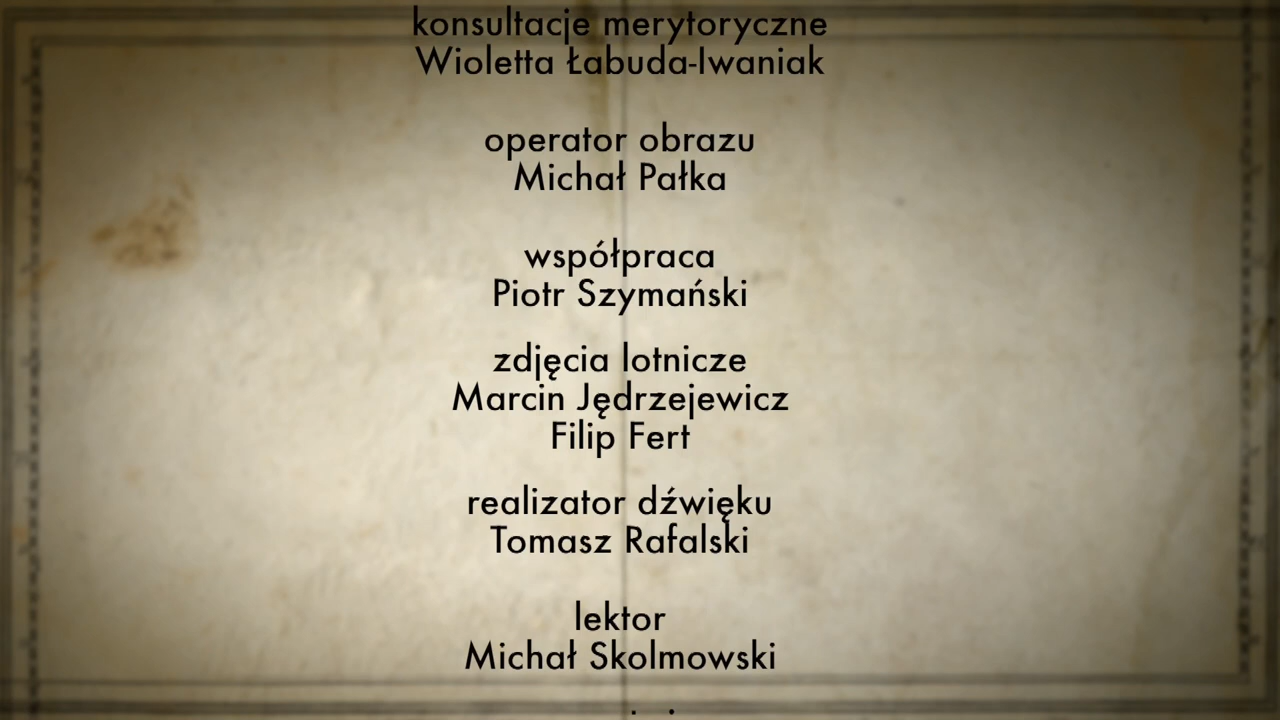 konsultacje merytoryczne
Wioletta Łabuda-Iwaniak
operator obrazu
Michał Pałka
współpraca
Piotr Szymański
zdjęcia lotnicze
Marcin Jędrzejewicz
Filip Fert
realizator dźwięku
Tomasz Rafalski
lektor
Michał Skolmowski